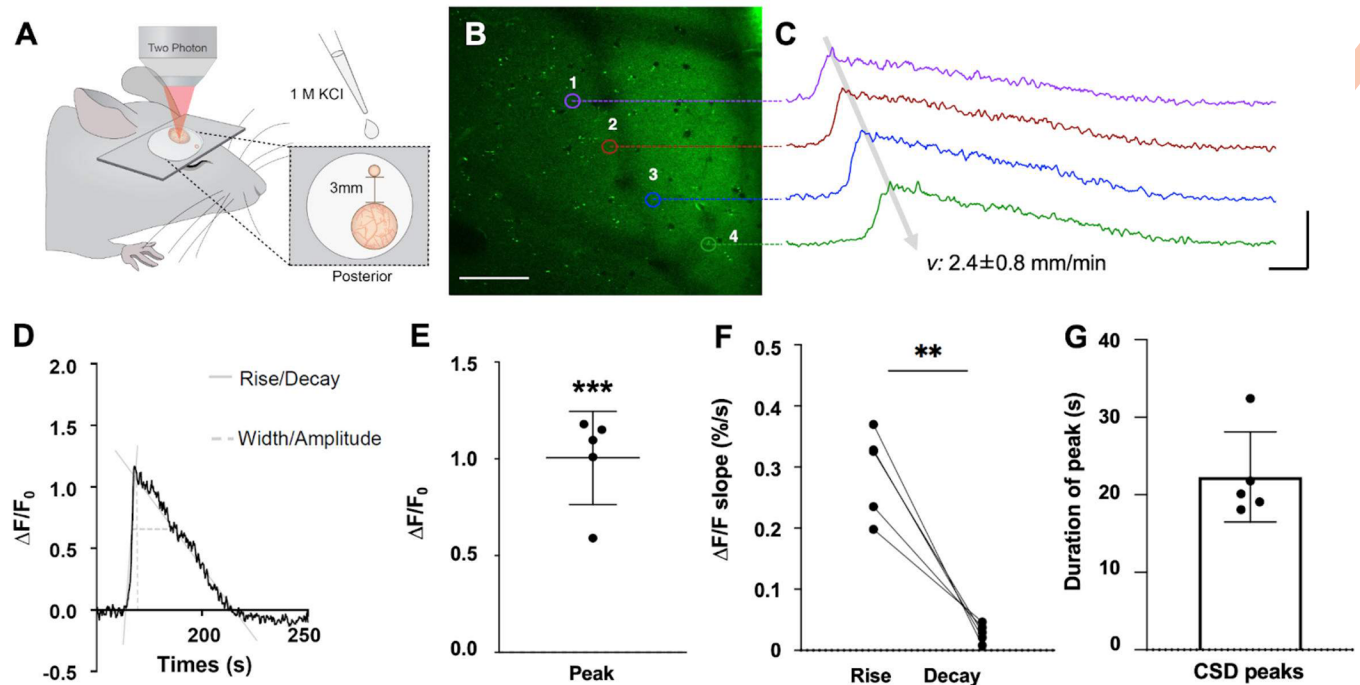 A
Two Photon
1 M KCl
3mm
Posterior
B
1
2
3
4
C
v: 2.4±0.8 mm/min
D
2.0
1.5
1.0
0.5
0.0
-0.5
ΔF/F0
Rise/Decay
Width/Amplitude
200
250
Times (s)
E
1.5
1.0
0.5
0.0
ΔF/F0
***
Peak
F
0.5
0.4
0.3
0.2
0.1
0
ΔF/F slope (%/s)
**
Rise
Decay
G
40
30
20
10
0
Duration of peak (s)
CSD peaks